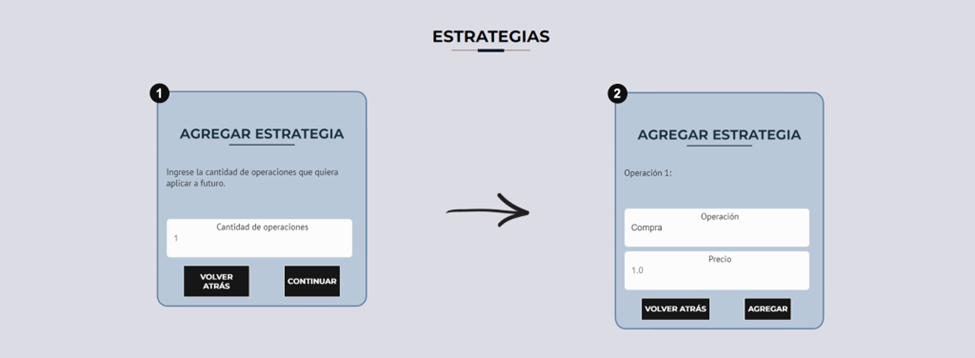 ESTRATEGIAS
1
AGREGAR ESTRATEGIA
Ingrese la cantidad de operaciones que quiera
aplicar a futuro.
Cantidad de operaciones
1
VOLVER
ATRÁS
CONTINUAR
2
AGREGAR ESTRATEGIA
Operación 1:
Operación
Compra
Precio
1.0
VOLVER ATRÁS
AGREGAR